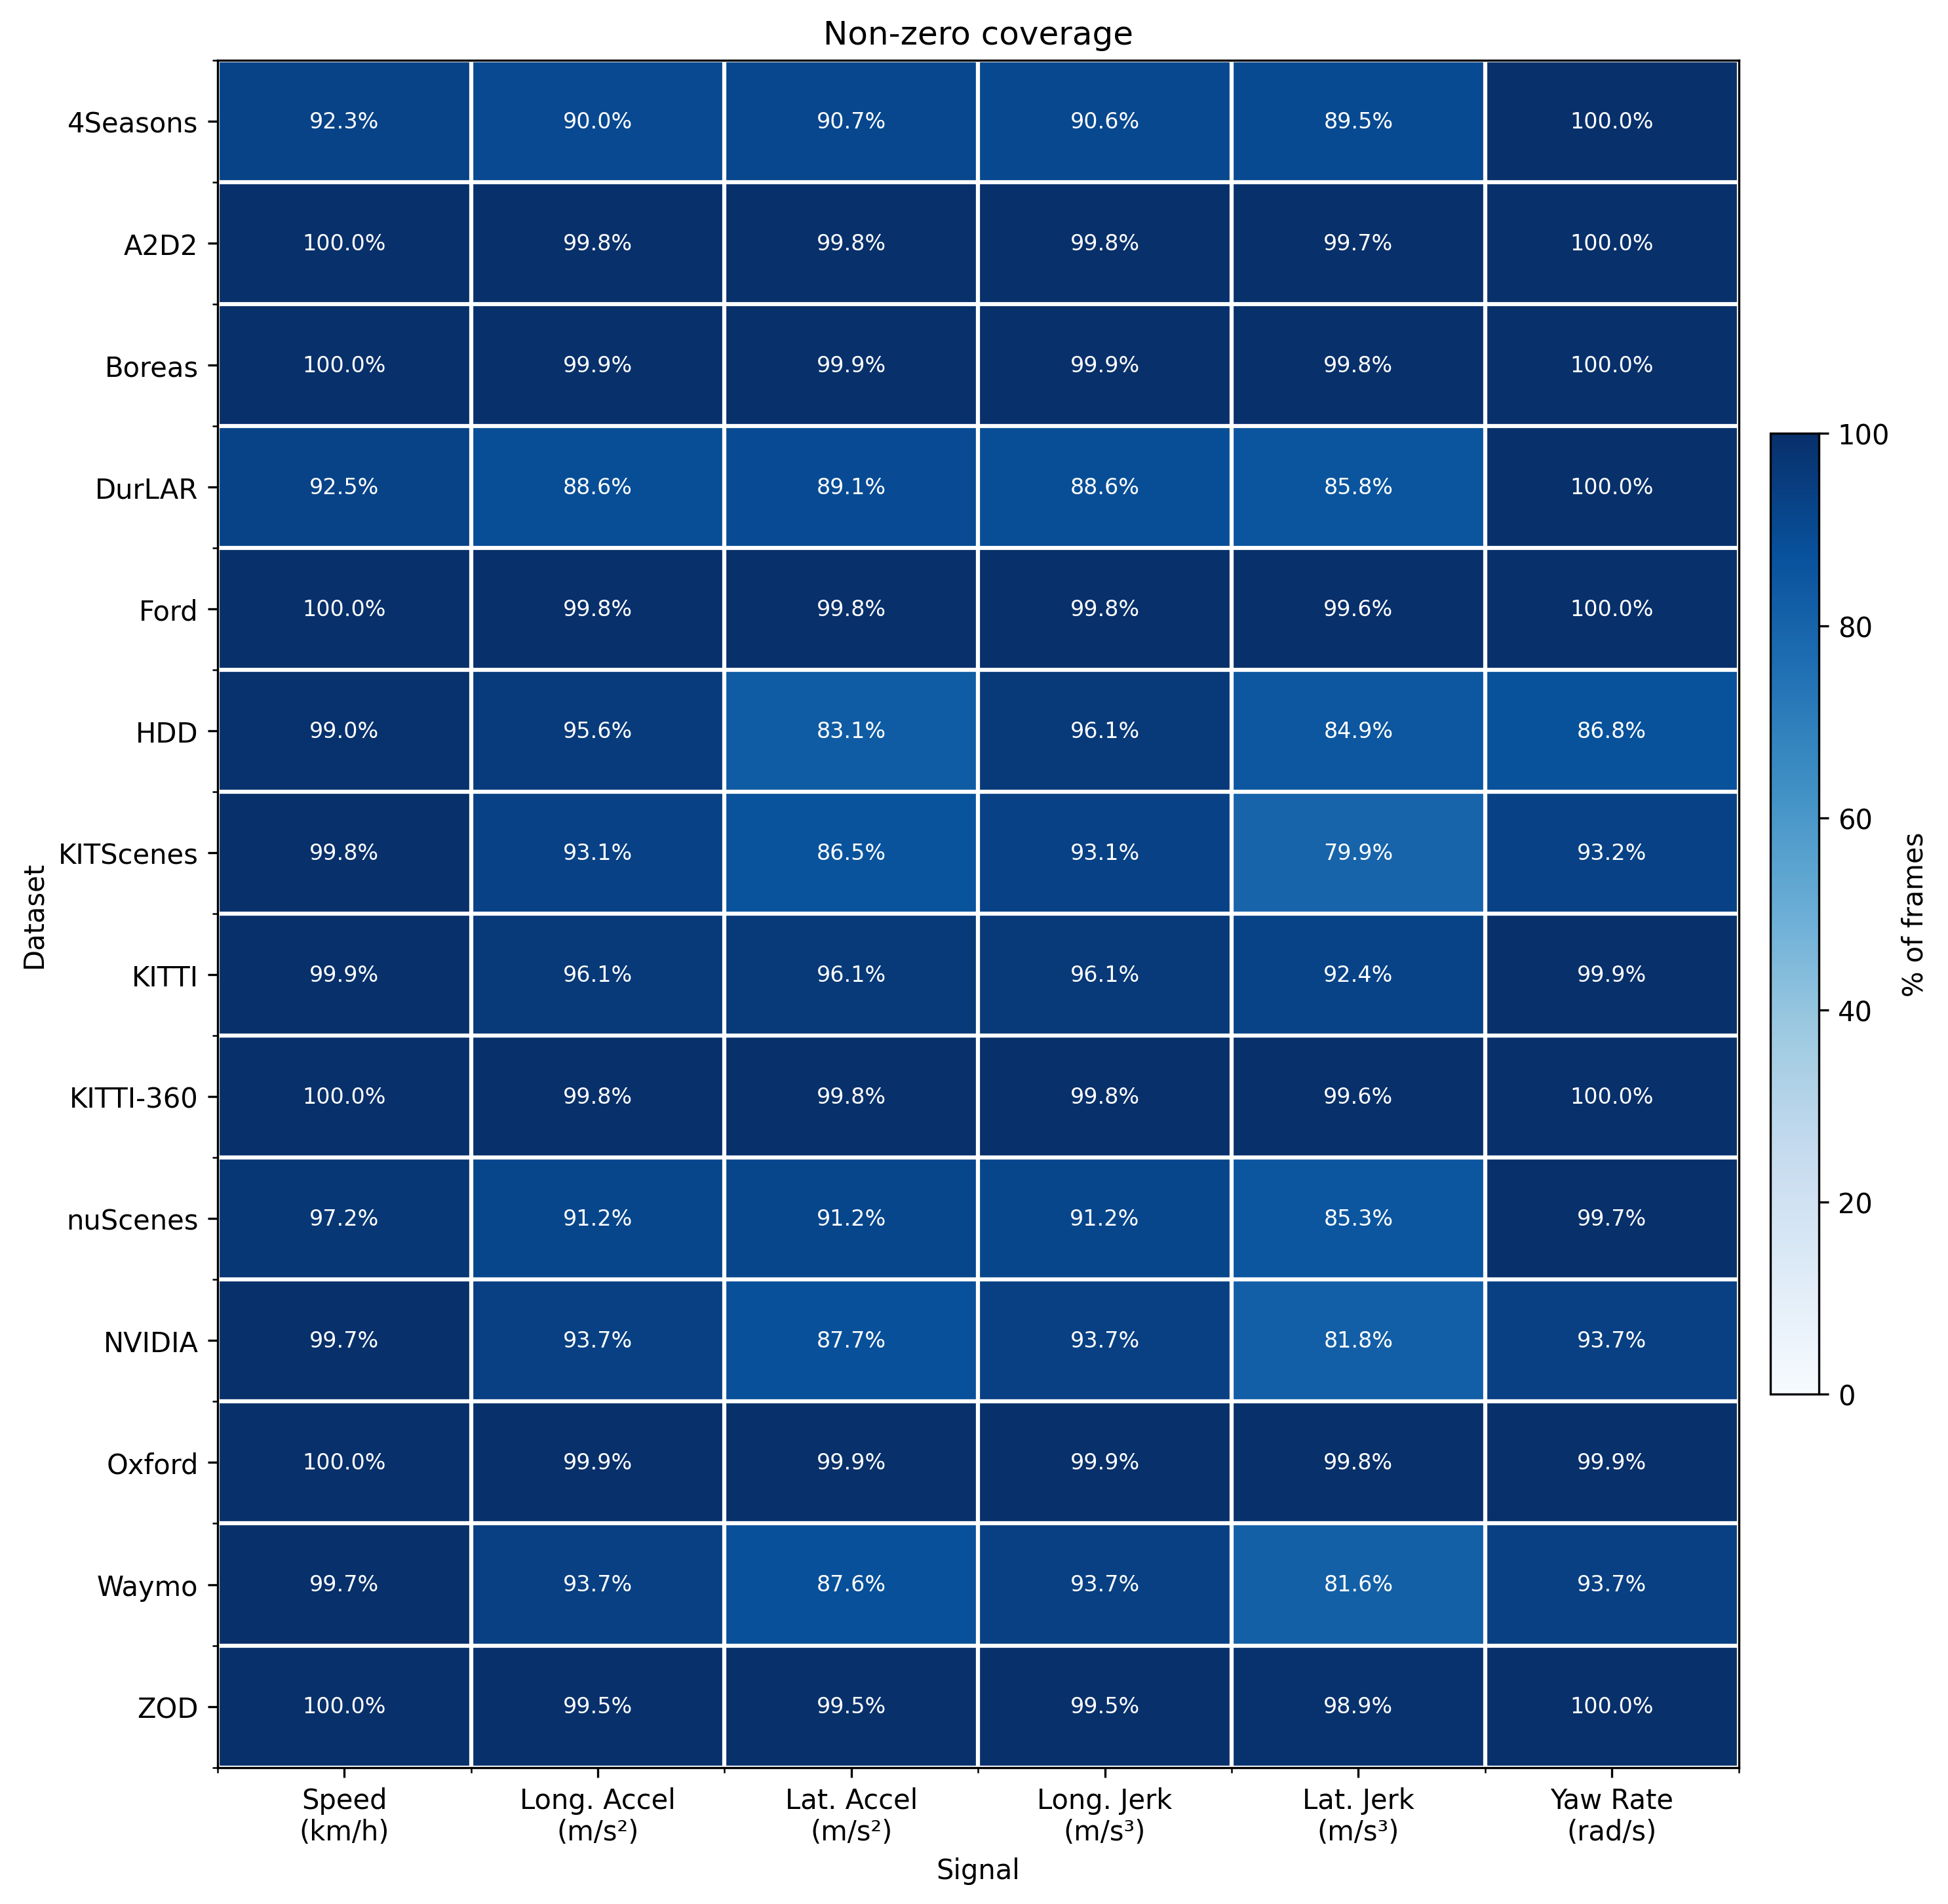 Non-zero coverage
4Seasons 92.3% 90.0% 90.7% 90.6% 89.5% 100.0%
A2D2 100.0% 99.8% 99.8% 99.8% 99.7% 100.0%
Boreas 100.0% 99.9% 99.9% 99.9% 99.8% 100.0%
DurLAR 92.5% 88.6% 89.1% 88.6% 85.8% 100.0%
Ford 100.0% 99.8% 99.8% 99.8% 99.6% 100.0%
HDD 99.0% 95.6% 83.1% 96.1% 84.9% 86.8%
KITScenes 99.8% 93.1% 86.5% 93.1% 79.9% 93.2%
KITTI 99.9% 96.1% 96.1% 96.1% 92.4% 99.9%
KITTI-360 100.0% 99.8% 99.8% 99.8% 99.6% 100.0%
nuScenes 97.2% 91.2% 91.2% 91.2% 85.3% 99.7%
NVIDIA 99.7% 93.7% 87.7% 93.7% 81.8% 93.7%
Oxford 100.0% 99.9% 99.9% 99.9% 99.8% 99.9%
Waymo 99.7% 93.7% 87.6% 93.7% 81.6% 93.7%
ZOD 100.0% 99.5% 99.5% 99.5% 98.9% 100.0%
Speed Long. Accel Lat. Accel Long. Jerk Lat. Jerk Yaw Rate
(km/h) (m/s²) (m/s²) (m/s³) (m/s³) (rad/s)
Signal
Dataset
100
80
60
40
20
0
% of frames